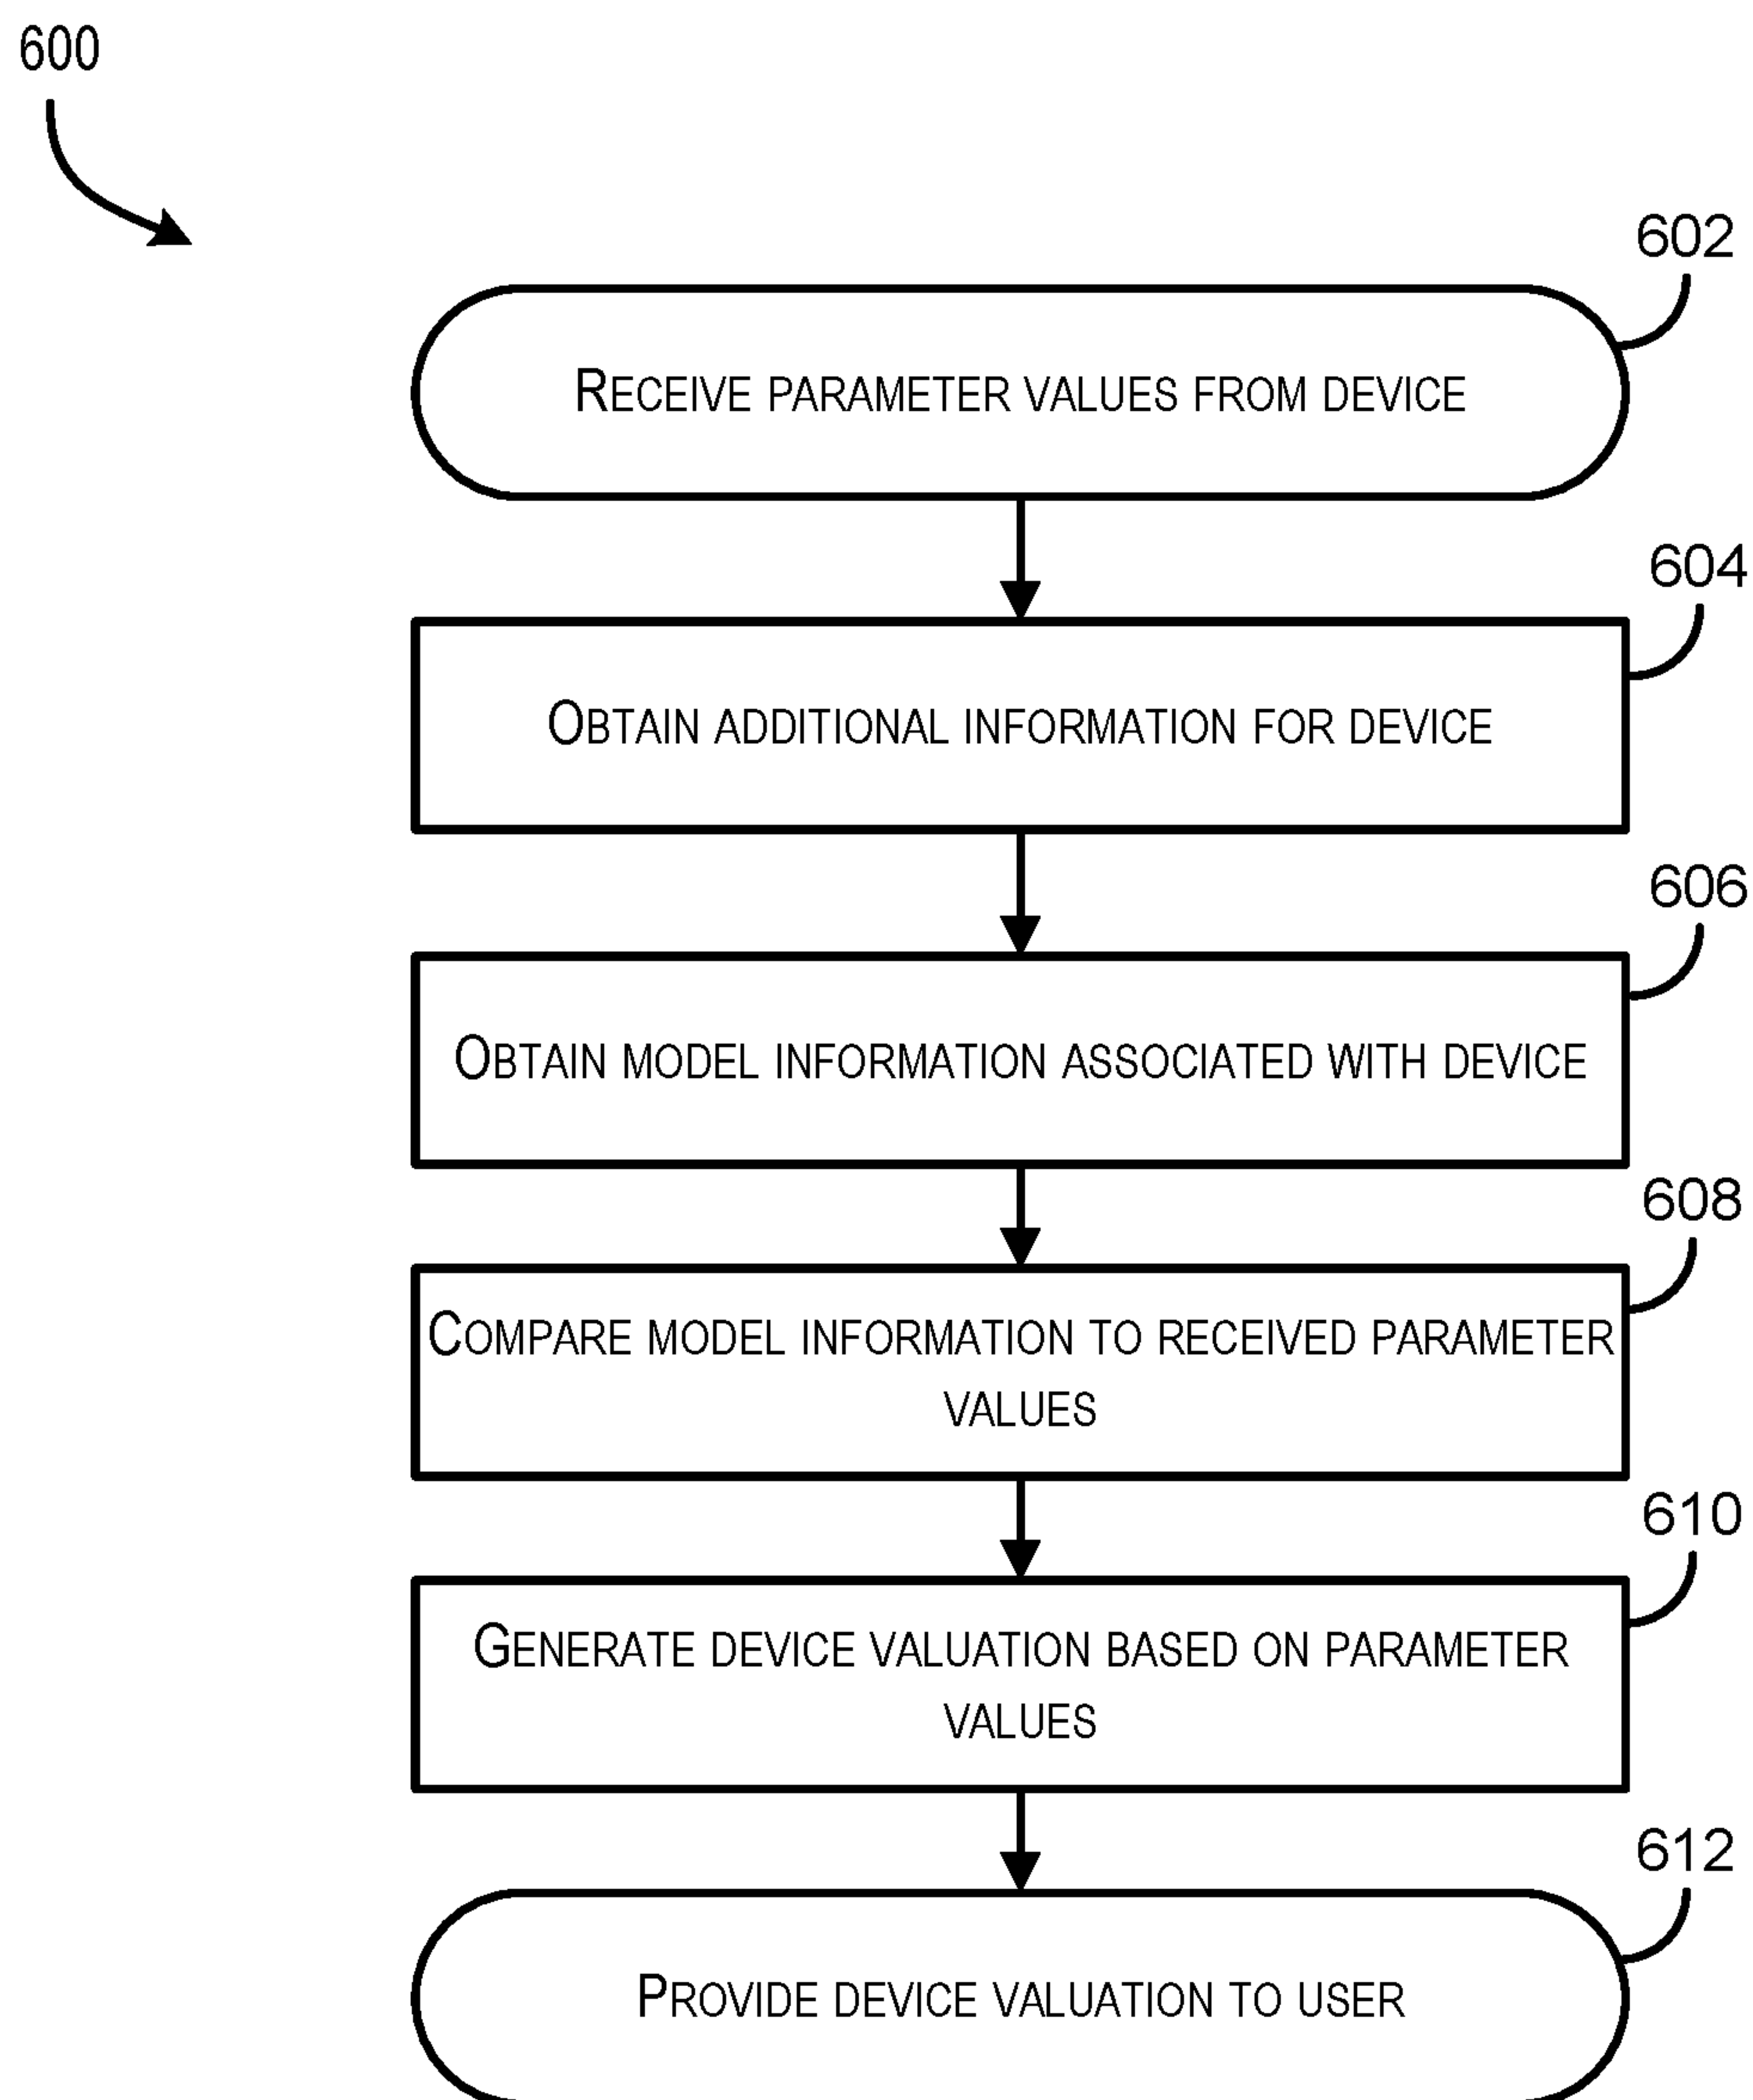 600
602
Receive parameter values from device
604
Obtain additional information for device
606
Obtain model information associated with device
608
Compare model information to received parameter
values
610
Generate device valuation based on parameter
values
612
Provide device valuation to user